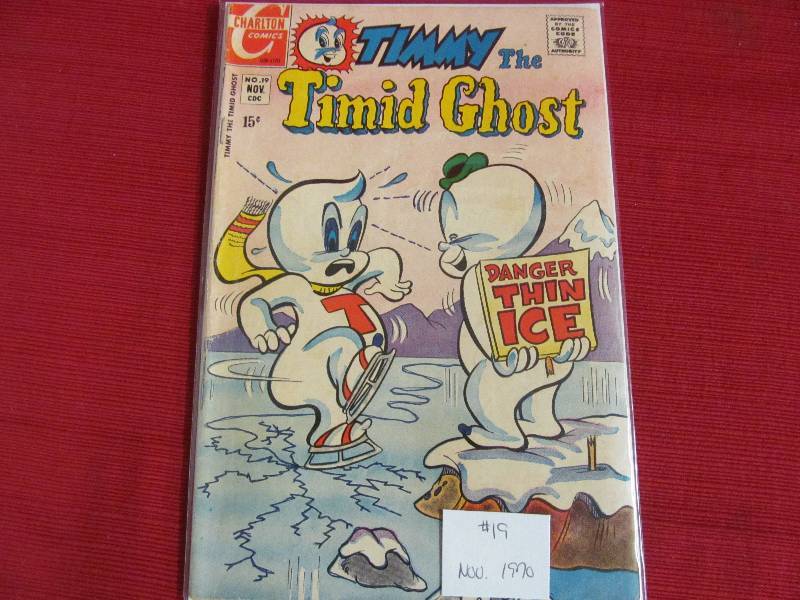 CHARLTON
COMICS
TIMMY The
Timid Ghost
APPROVED
BY THE
COMICS
CODE
AUTHORITY
NO.19
NOV.
CDC
15¢
TIMMY THE TIMID GHOST
T
DANGER
THIN
ICE
#19
NOV. 1970